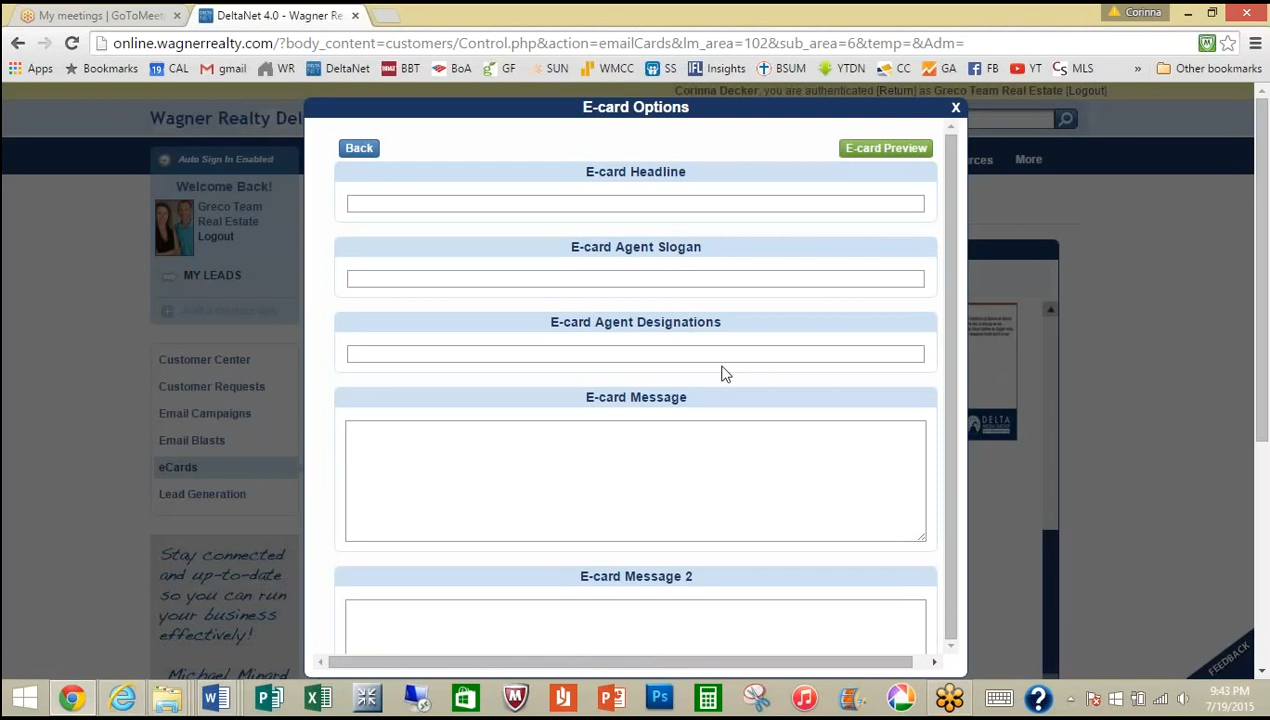 My meetings | GoToMeet
DeltaNet 4.0 - Wagner Re
Corinna
online.wagnerrealty.com/?body_content=customers/Control.php&action=emailCards&lm_area=102&sub_area=6&temp=&Adm=
Apps Bookmarks 19 CAL gmail WR DeltaNet BBT BoA GF SUN WMCC SS Insights BSUM YTDN CC GA FB YT MLS » Other bookmarks
Corinna Decker, you are authenticated [Return] as Greco Team Real Estate [Logout]
Wagner Realty Del
E-card Options
X
Auto Sign In Enabled
Back
E-card Preview
rces More
Welcome Back!
Greco Team
Real Estate
Logout
MY LEADS
E-card Headline
E-card Agent Slogan
E-card Agent Designations
E-card Message
E-card Message 2
Customer Center
Customer Requests
Email Campaigns
Email Blasts
eCards
Lead Generation
DELTA
Stay connected
and up-to-date
so you can run
your business
effectively!
Michael Minard
FEEDBACK
9:43 PM
7/19/2015